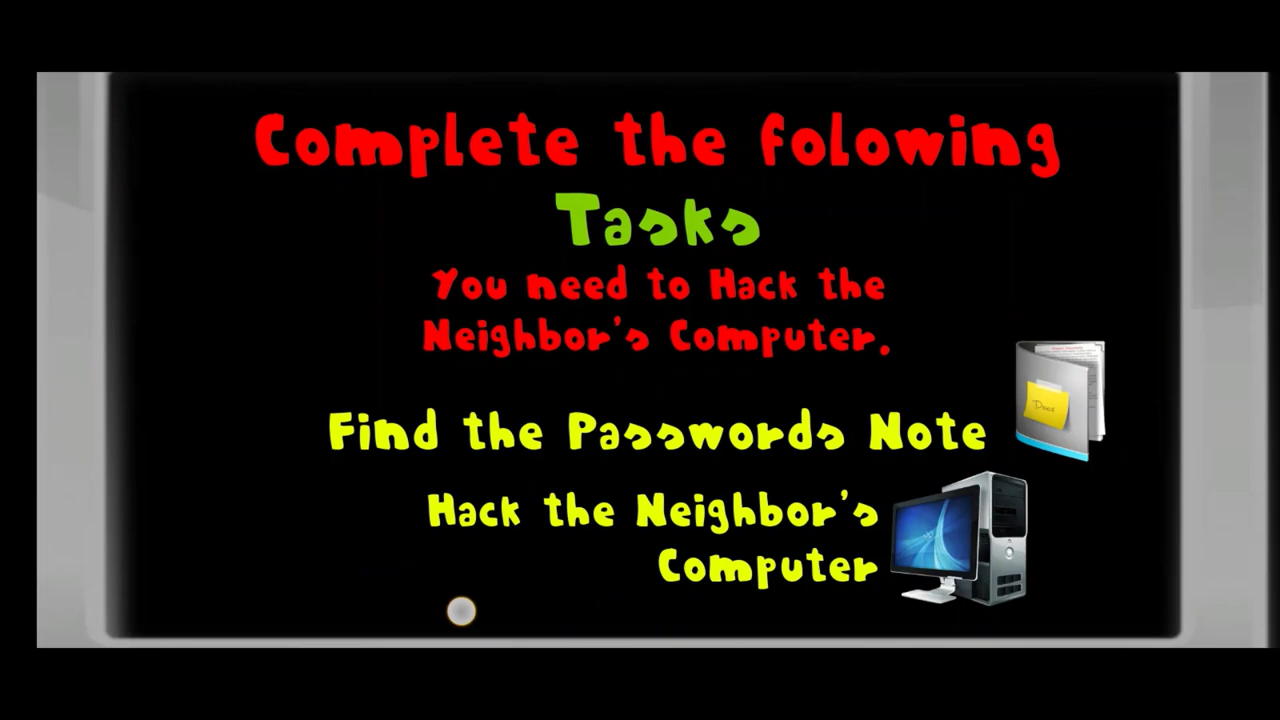 Complete the folowing
Tasks
You need to Hack the
Neighbor's Computer.
Find the Passwords Note
Hack the Neighbor's
Computer
Docs